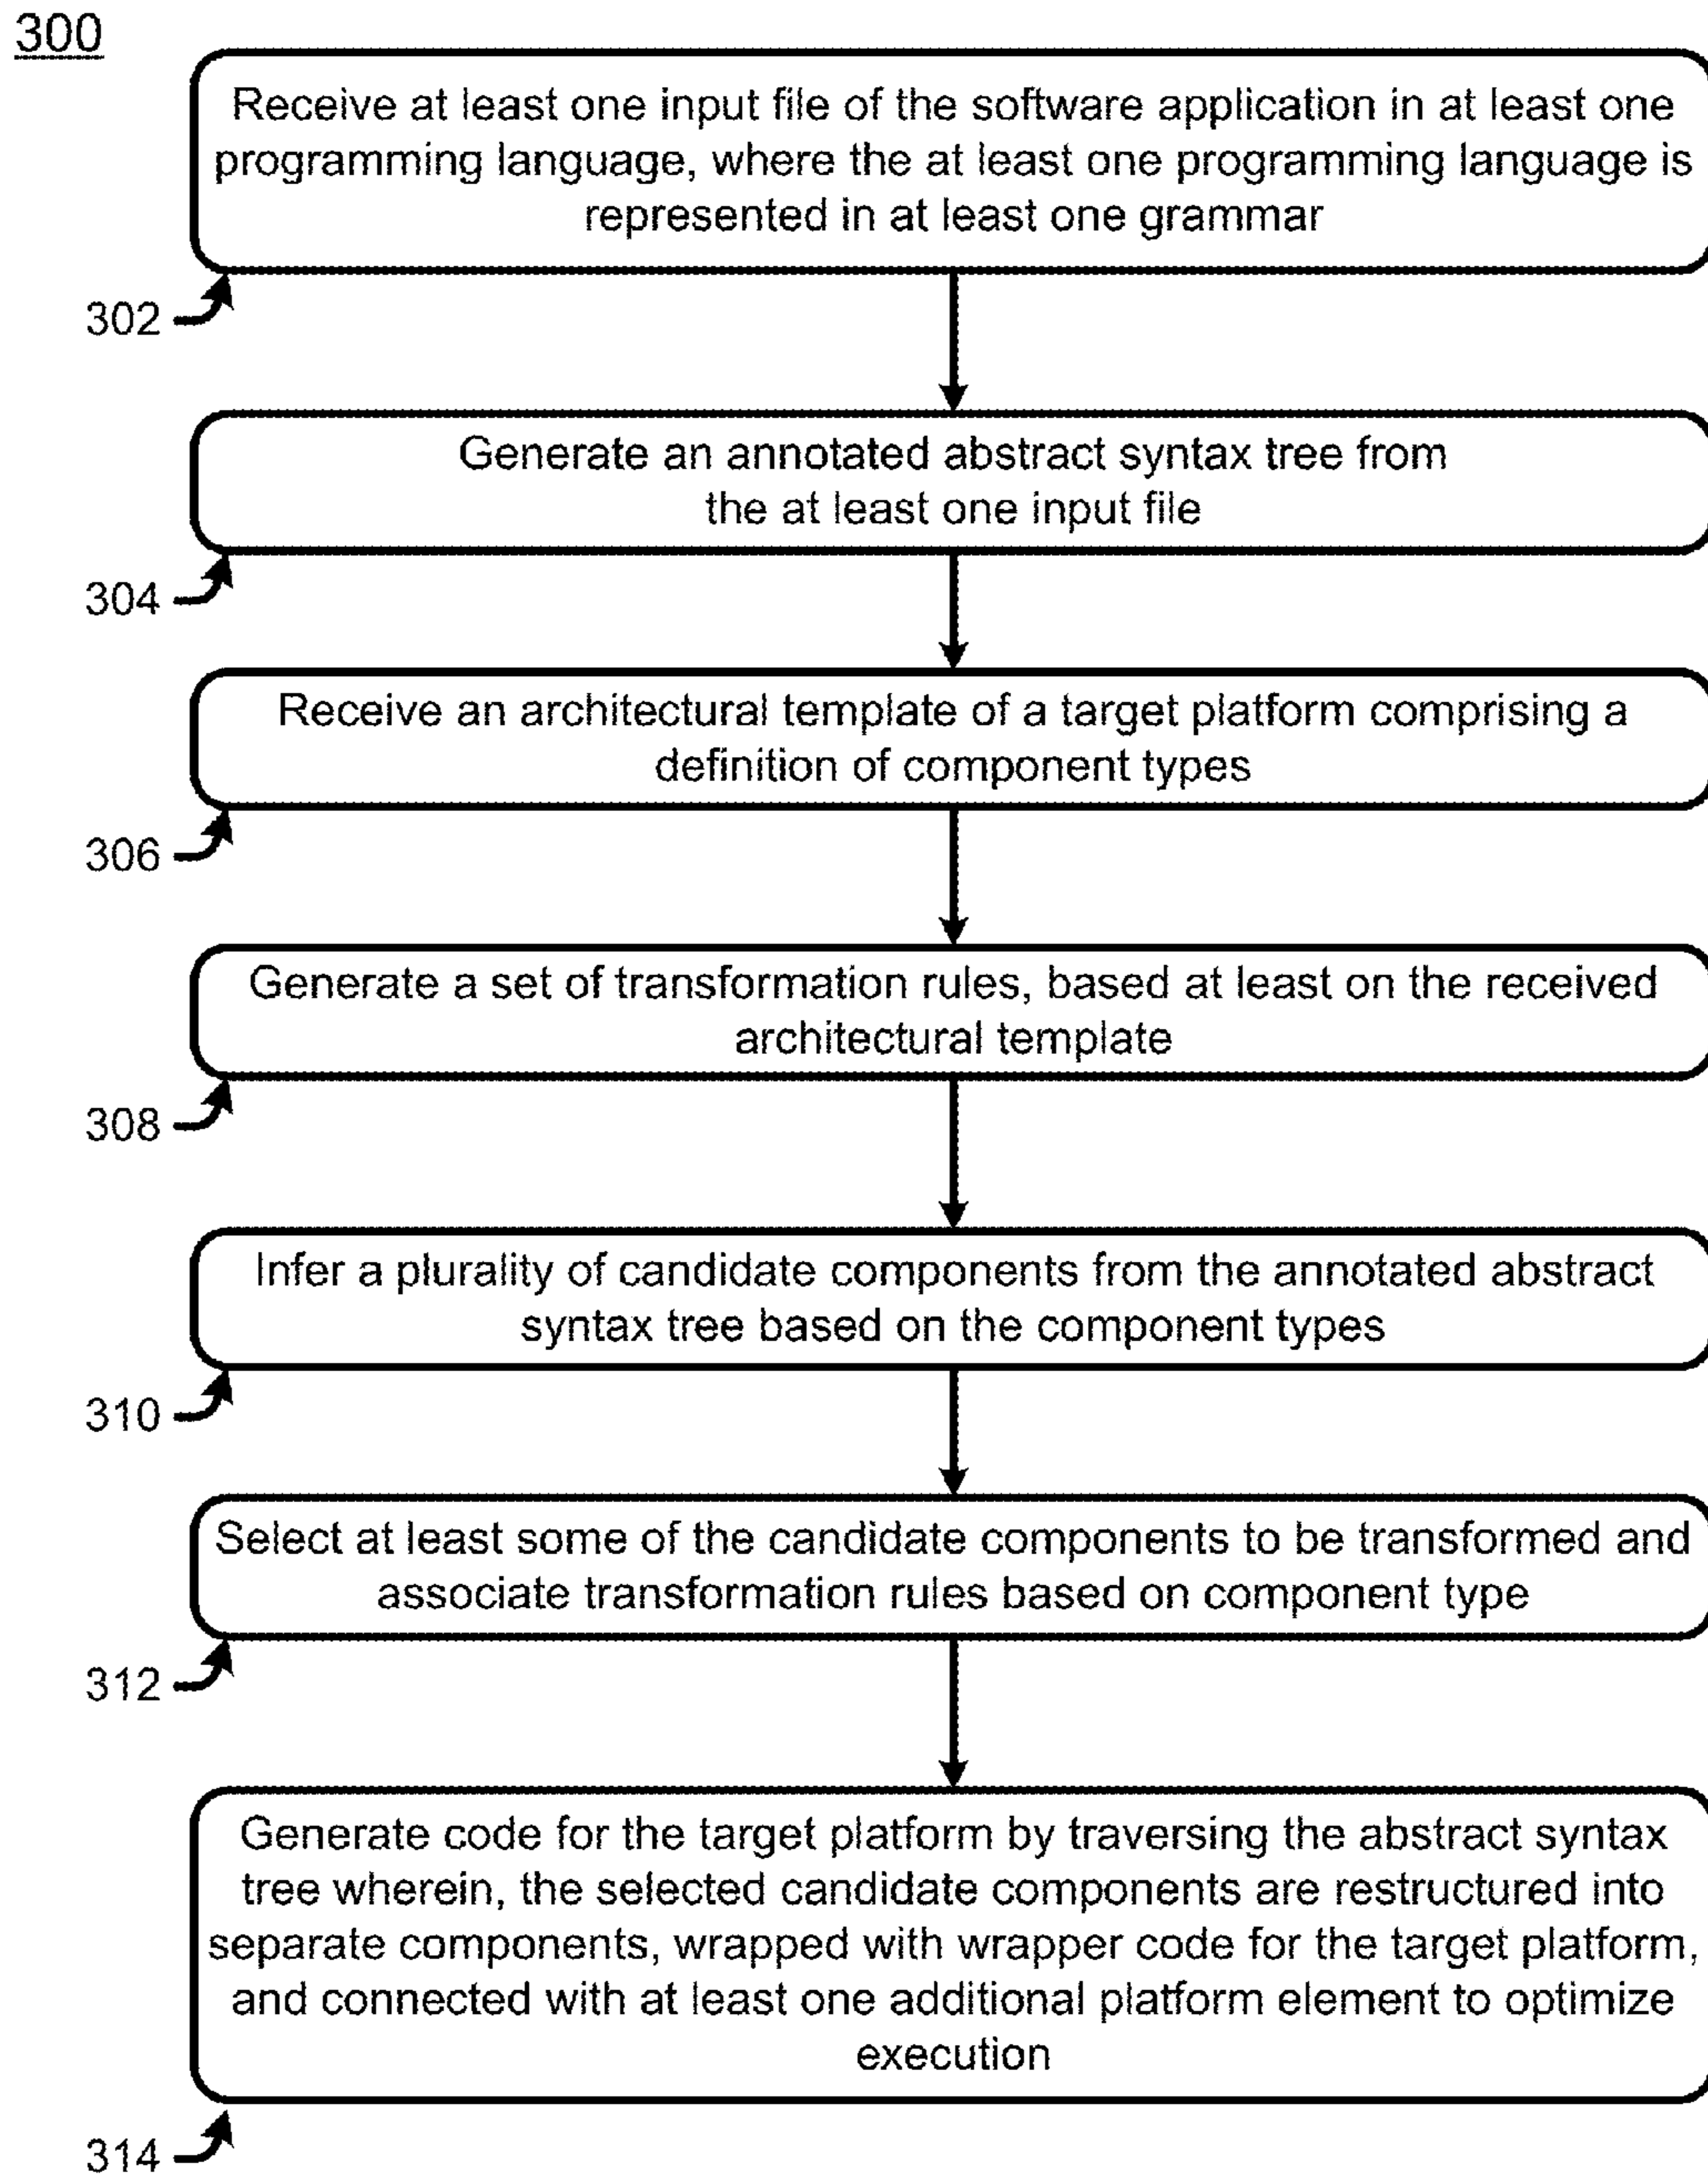 300
Receive at least one input file of the software application in at least one
programming language, where the at least one programming language is
represented in at least one grammar
302
Generate an annotated abstract syntax tree from
the at least one input file
304
Receive an architectural template of a target platform comprising a
definition of component types
306
Generate a set of transformation rules, based at least on the received
architectural template
308
Infer a plurality of candidate components from the annotated abstract
syntax tree based on the component types
310
Select at least some of the candidate components to be transformed and
associate transformation rules based on component type
312
Generate code for the target platform by traversing the abstract syntax
tree wherein, the selected candidate components are restructured into
separate components, wrapped with wrapper code for the target platform,
and connected with at least one additional platform element to optimize
execution
314